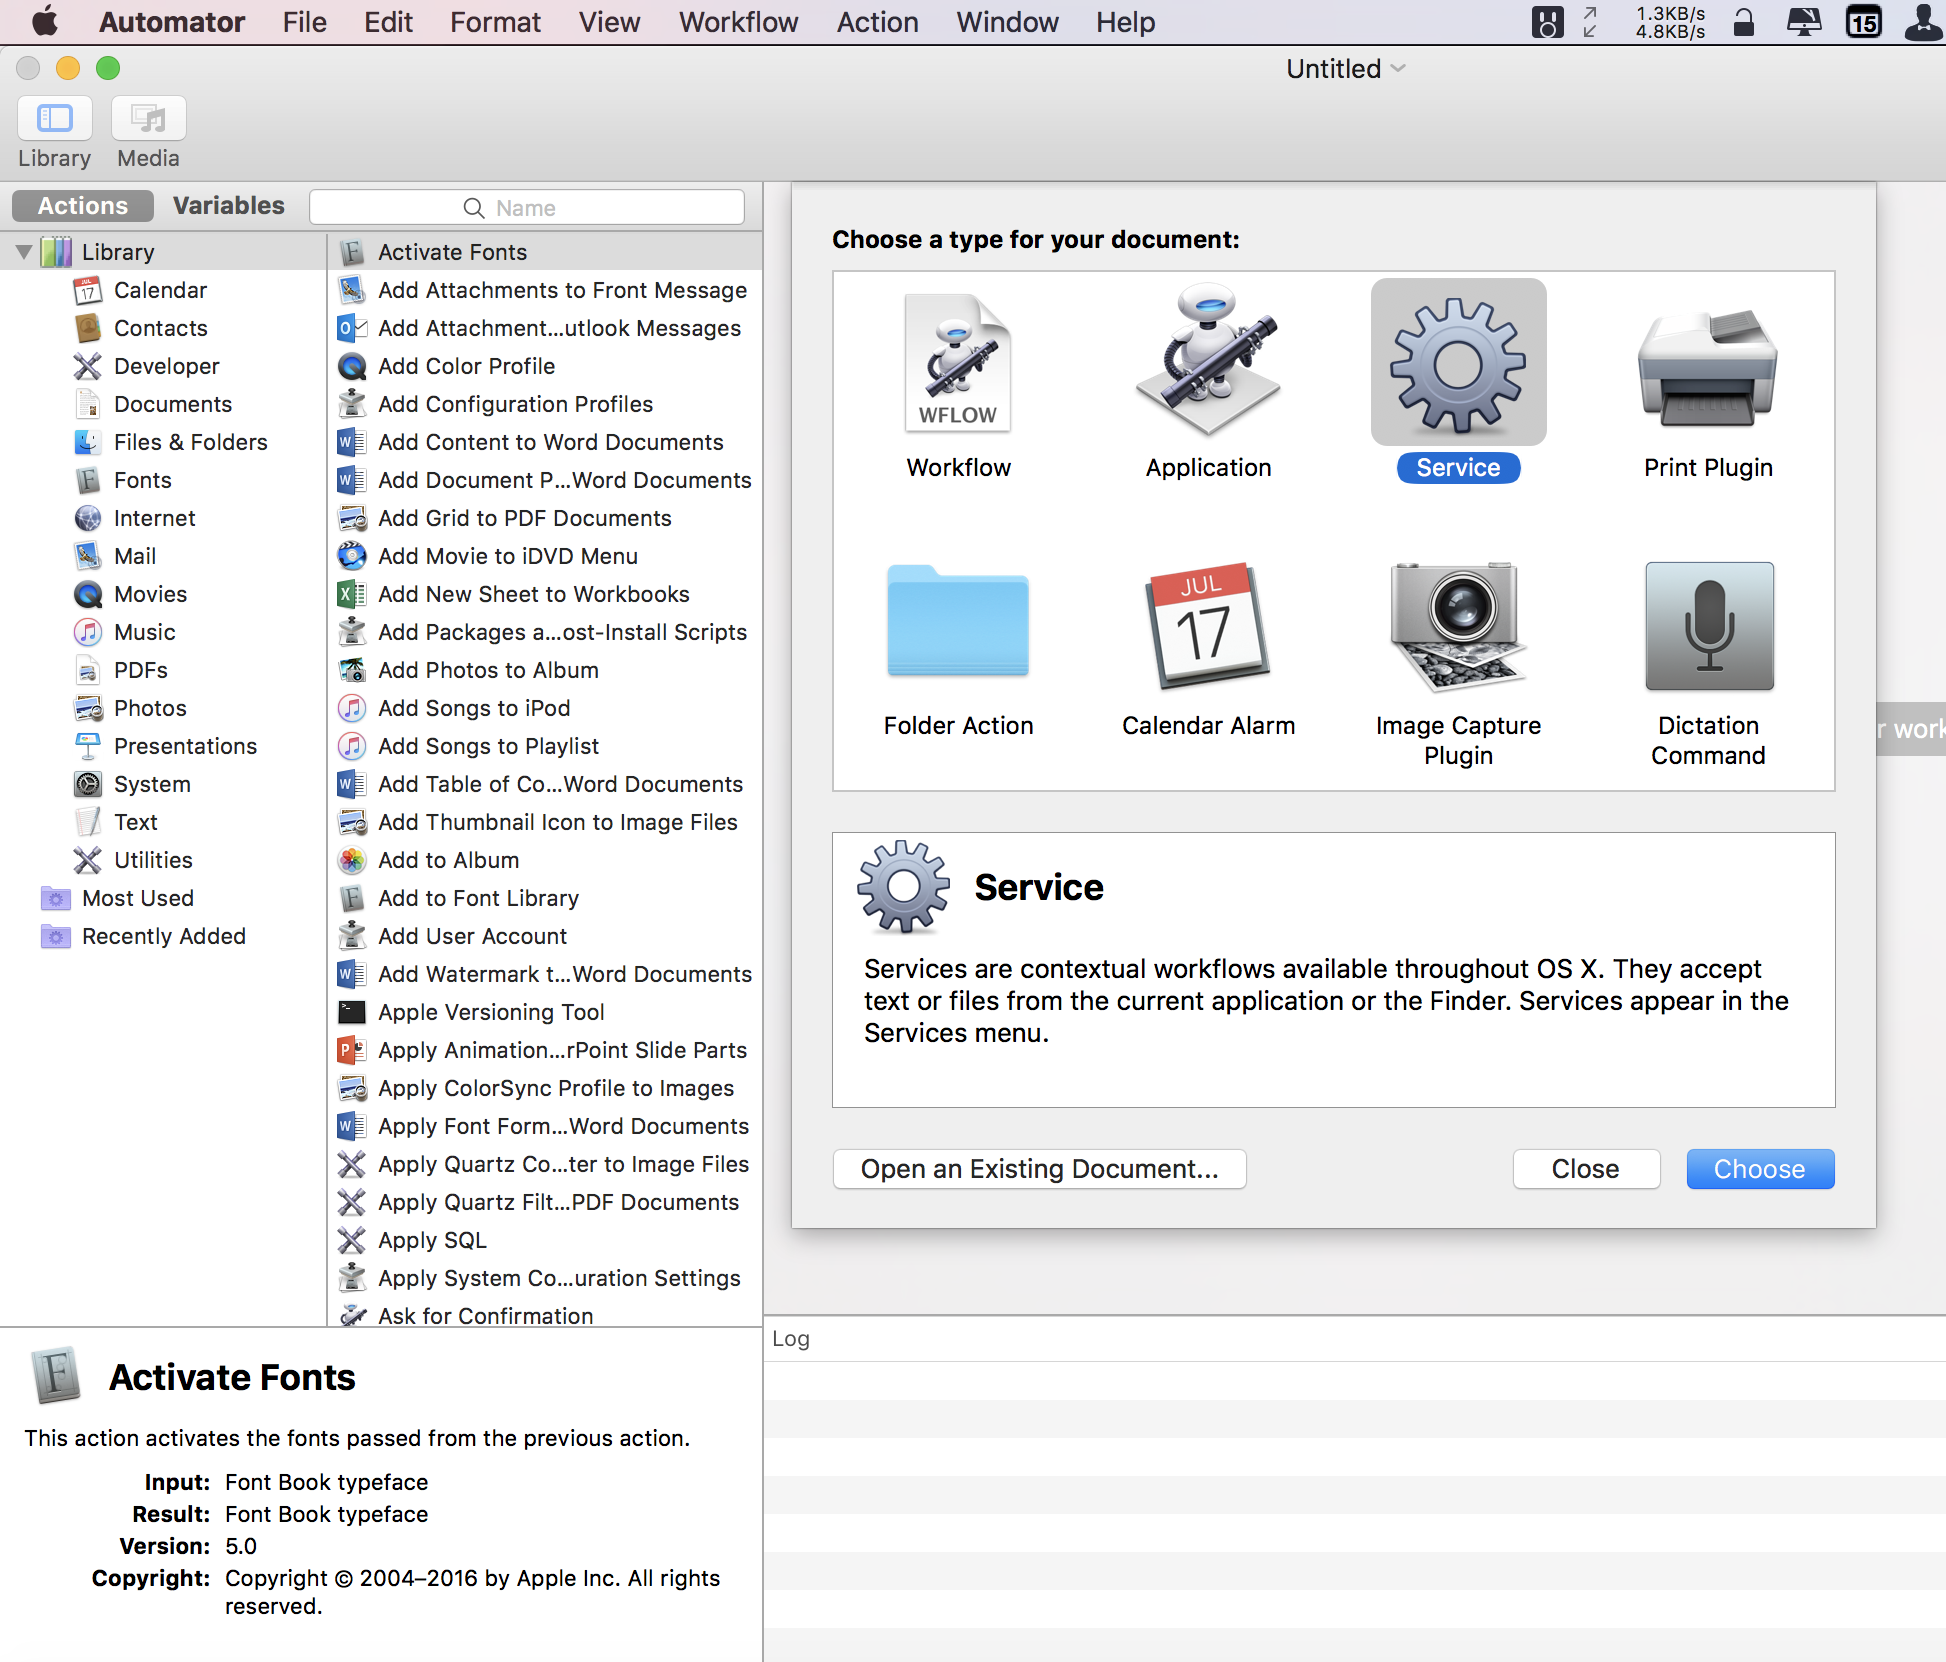 Automator File Edit Format View Workflow Action Window Help
1.3KB/s
4.8KB/s
15
Untitled
Library Media
Actions Variables Name
Library
Calendar
Contacts
Developer
Documents
Files & Folders
Fonts
Internet
Mail
Movies
Music
PDFs
Photos
Presentations
System
Text
Utilities
Most Used
Recently Added
Activate Fonts
Add Attachments to Front Message
Add Attachment...utlook Messages
Add Color Profile
Add Configuration Profiles
Add Content to Word Documents
Add Document P...Word Documents
Add Grid to PDF Documents
Add Movie to iDVD Menu
Add New Sheet to Workbooks
Add Packages a...ost-Install Scripts
Add Photos to Album
Add Songs to iPod
Add Songs to Playlist
Add Table of Co...Word Documents
Add Thumbnail Icon to Image Files
Add to Album
Add to Font Library
Add User Account
Add Watermark t...Word Documents
Apple Versioning Tool
Apply Animation...rPoint Slide Parts
Apply ColorSync Profile to Images
Apply Font Form...Word Documents
Apply Quartz Co...ter to Image Files
Apply Quartz Filt...PDF Documents
Apply SQL
Apply System Co...uration Settings
Ask for Confirmation
Choose a type for your document:
WFLOW
Workflow Application Service Print Plugin
JUL
17
Folder Action Calendar Alarm Image Capture Plugin Dictation Command
r work
Service
Services are contextual workflows available throughout OS X. They accept
text or files from the current application or the Finder. Services appear in the
Services menu.
Open an Existing Document... Close Choose
Log
Activate Fonts
This action activates the fonts passed from the previous action.
Input: Font Book typeface
Result: Font Book typeface
Version: 5.0
Copyright: Copyright © 2004–2016 by Apple Inc. All rights
reserved.